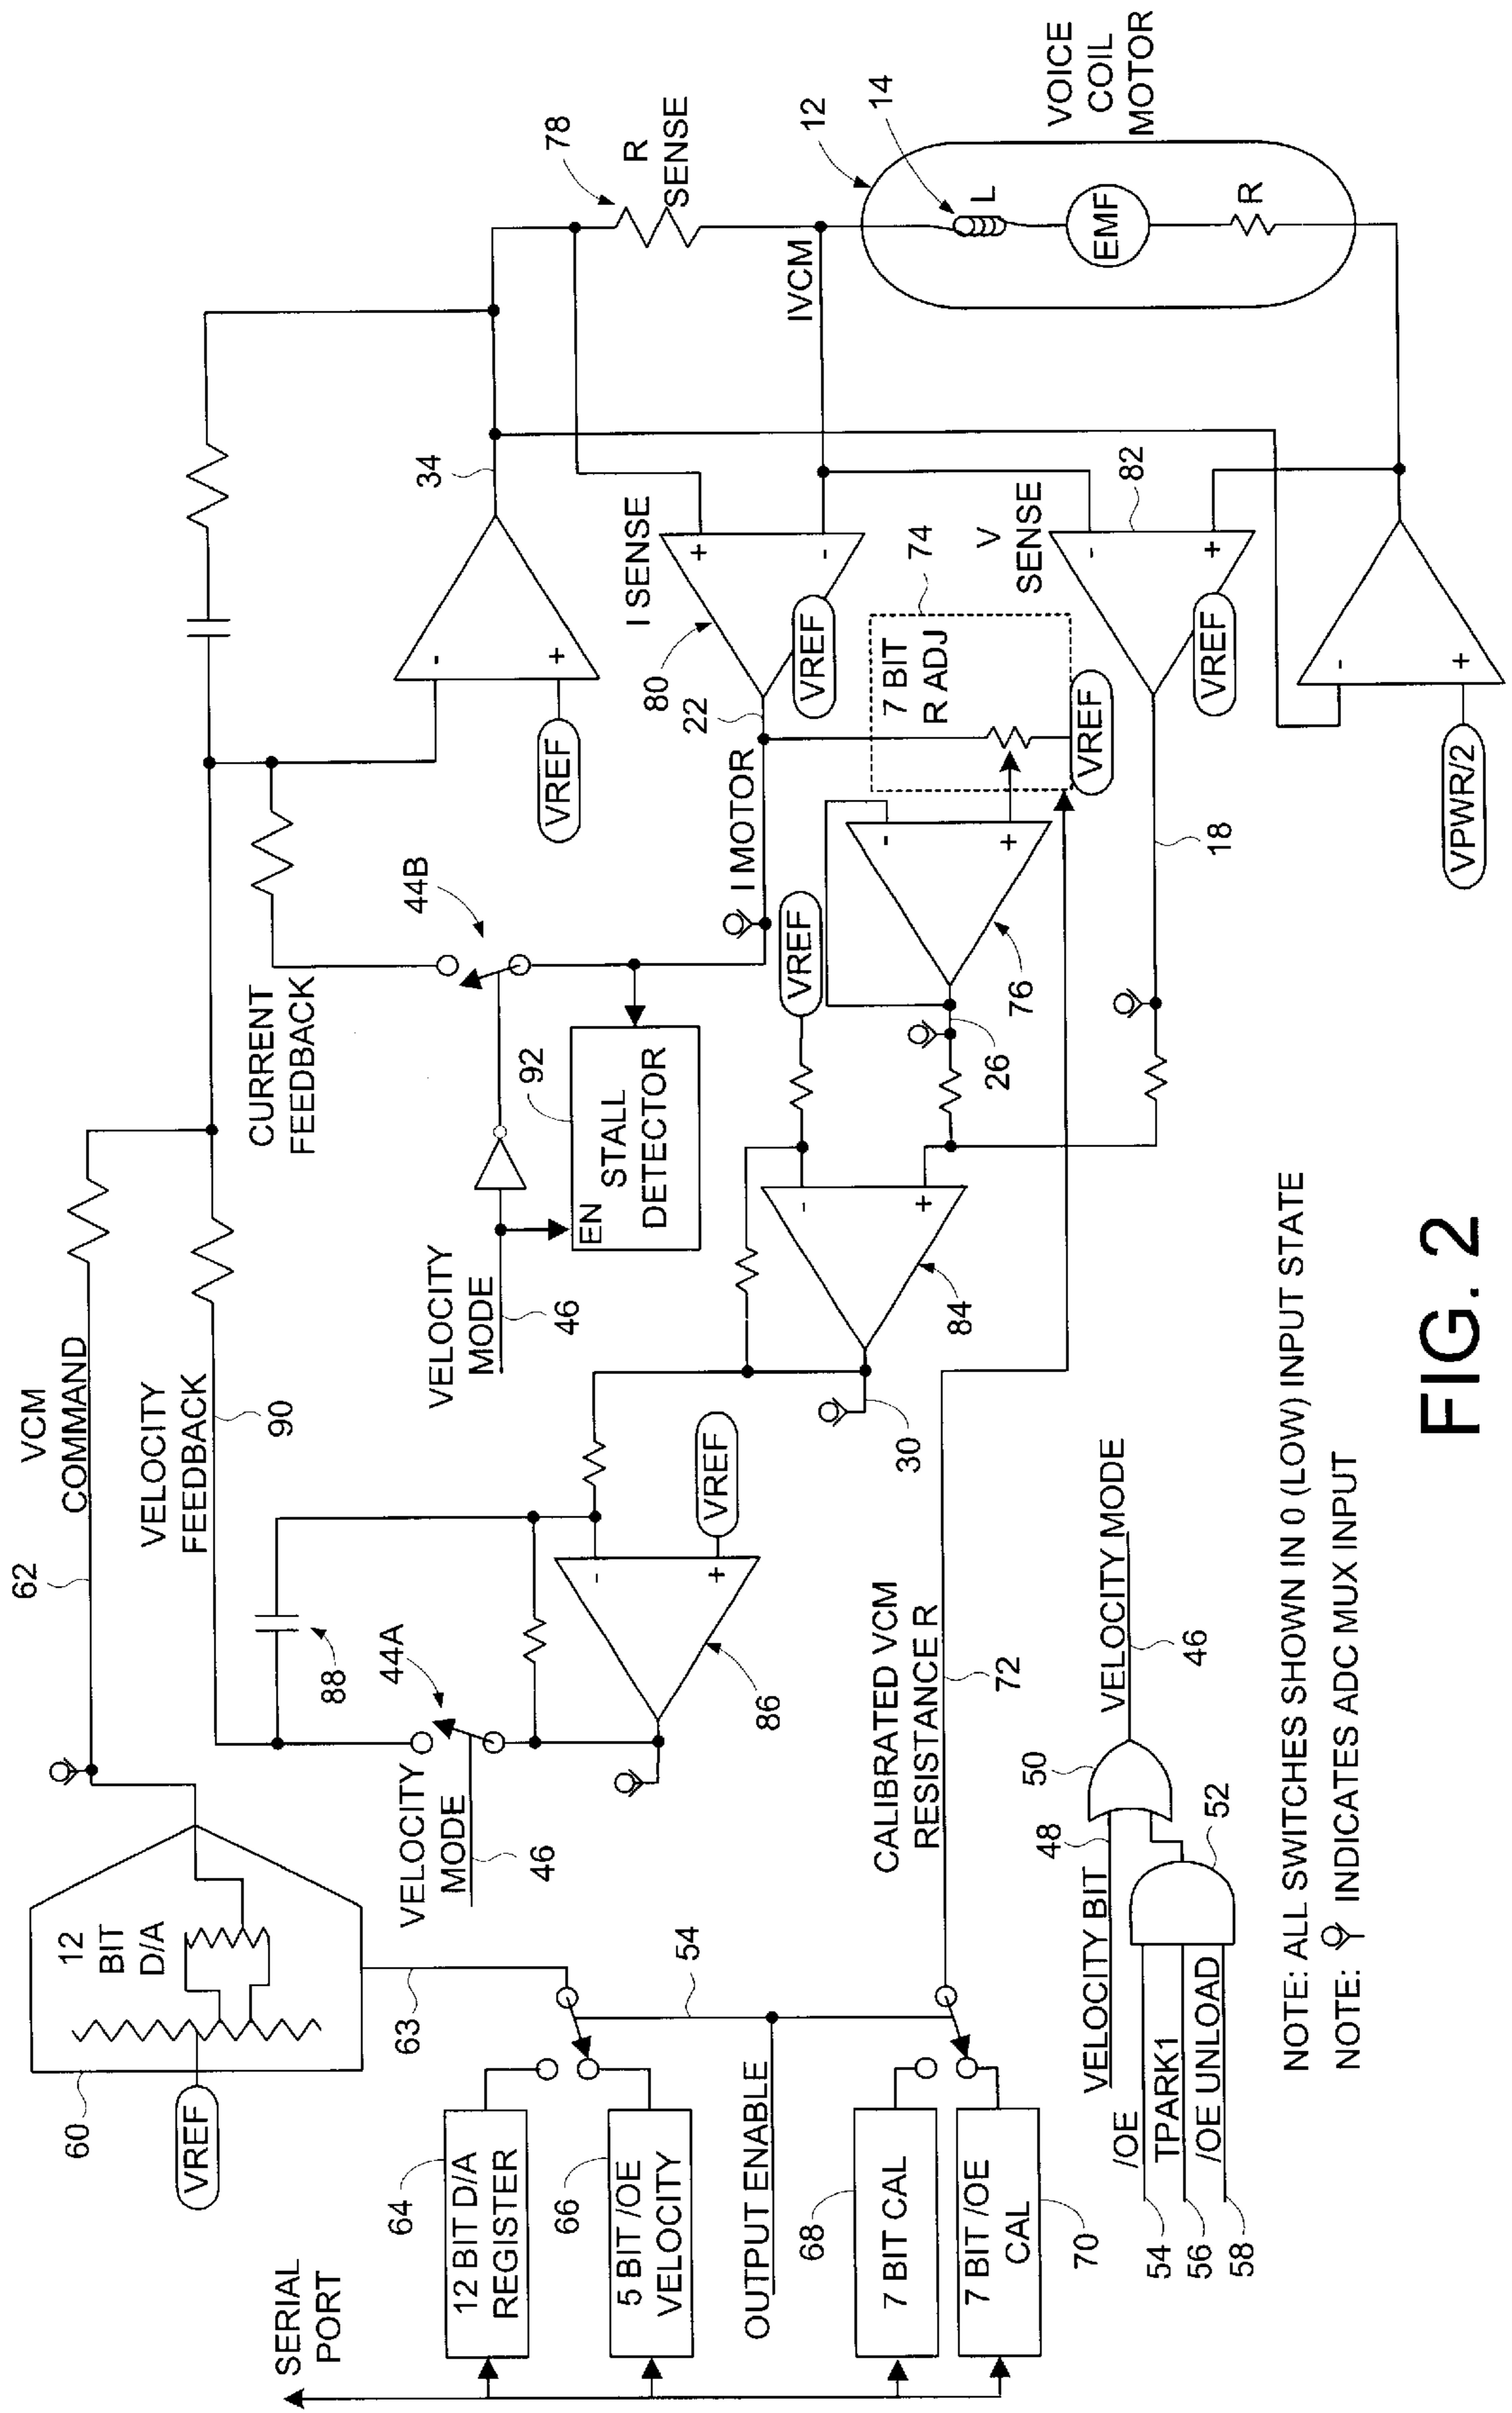 SERIAL
PORT
60
VREF
12
BIT
D/A
62
VCM
COMMAND
VELOCITY
FEEDBACK
90
CURRENT
FEEDBACK
88
44A
VELOCITY
MODE
46
86
-
+
VREF
VELOCITY
MODE
46
EN
STALL
DETECTOR
92
44B
I MOTOR
-
+
VREF
34
78
R
SENSE
IVCM
12
14
L
EMF
R
VOICE
COIL
MOTOR
I SENSE
+
-
VREF
80
22
7 BIT
R ADJ
74
VREF
V
SENSE
-
+
82
VREF
18
-
+
VPWR/2
-
+
76
26
VREF
-
+
84
30
64
12 BIT D/A
REGISTER
66
5 BIT /OE
VELOCITY
63
54
OUTPUT ENABLE
68
7 BIT CAL
7 BIT /OE
CAL
70
CALIBRATED VCM
RESISTANCE R
72
VELOCITY BIT
48
50
VELOCITY MODE
46
52
/OE
TPARK1
/OE UNLOAD
54
56
58
NOTE: ALL SWITCHES SHOWN IN 0 (LOW) INPUT STATE
NOTE: INDICATES ADC MUX INPUT
FIG. 2